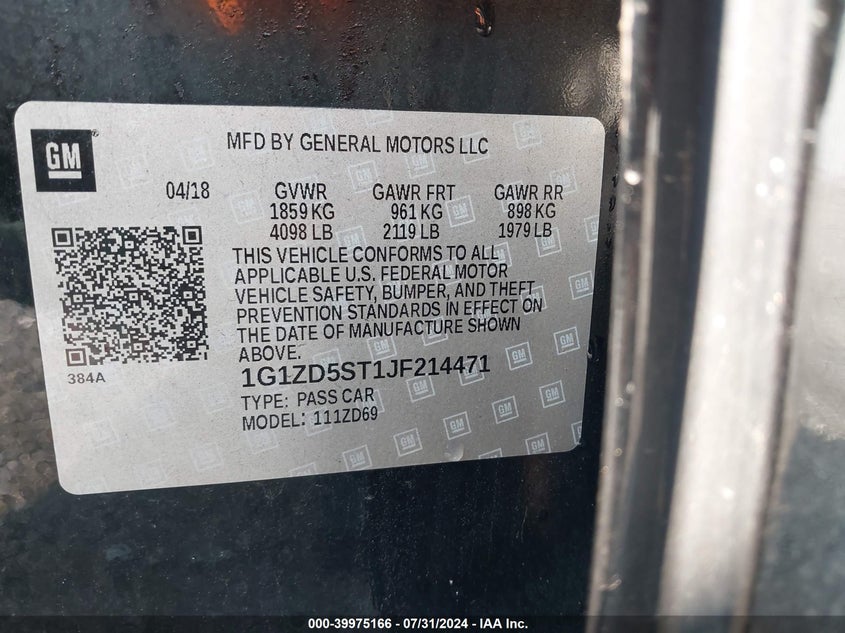 GM
MFD BY GENERAL MOTORS LLC
04/18 GVWR GAWR FRT GAWR RR
1859 KG 961 KG 898 KG
4098 LB 2119 LB 1979 LB
THIS VEHICLE CONFORMS TO ALL
APPLICABLE U.S. FEDERAL MOTOR
VEHICLE SAFETY, BUMPER, AND THEFT
PREVENTION STANDARDS IN EFFECT ON
THE DATE OF MANUFACTURE SHOWN
ABOVE.
384A
1G1ZD5ST1JF214471
TYPE: PASS CAR
MODEL: 111ZD69
000-39975166 - 07/31/2024 - IAA Inc.